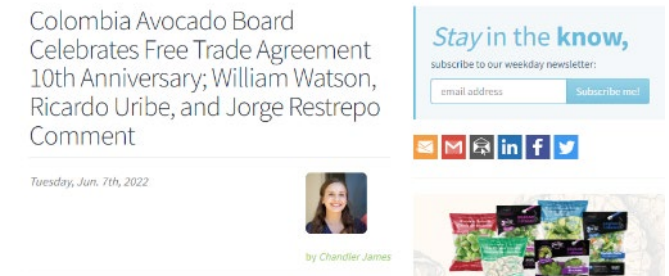 Colombia Avocado Board
Celebrates Free Trade Agreement
10th Anniversary; William Watson,
Ricardo Uribe, and Jorge Restrepo
Comment
Tuesday, Jun. 7th, 2022
by Chandler James
Stay in the know,
subscribe to our weekday newsletter:
email address
Subscribe me!